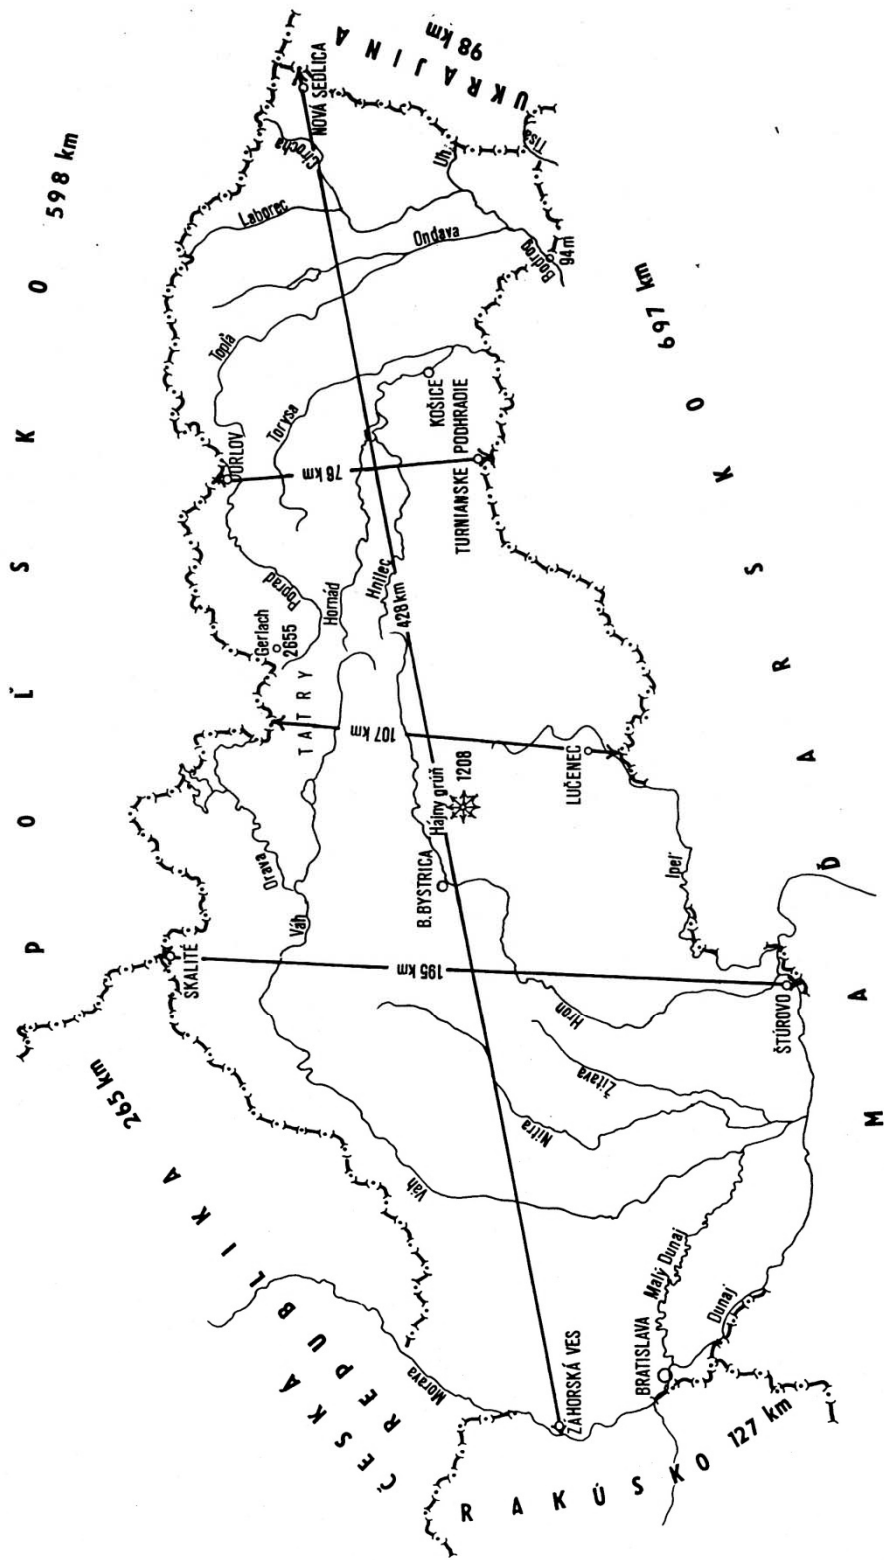 POĽSKO
598 km
UKRAJINA
98 km
MAĎARSKO
697 km
RAKÚSKO
127 km
ČESKÁ
REPUBLIKA
265 km
SKALITÉ
195 km
ŠTÚROVO
107 km
TATRY
Gerlach
2655
LUČENEC
76 km
TURNIANSKE
PODHRADIE
KOŠICE
NOVÁ SEDLICA
428 km
ZÁHORSKÁ VES
BRATISLAVA
B.BYSTRICA
Hájny grúň
1208
Morava
Váh
Váh
Orava
Nitra
Žitava
Hron
Malý Dunaj
Dunaj
Ipeľ
Poprad
Hornád
Hnilec
Torysa
Topľa
Ondava
Laborec
Cirocha
Uh
Tisa
Bodrog
94 m